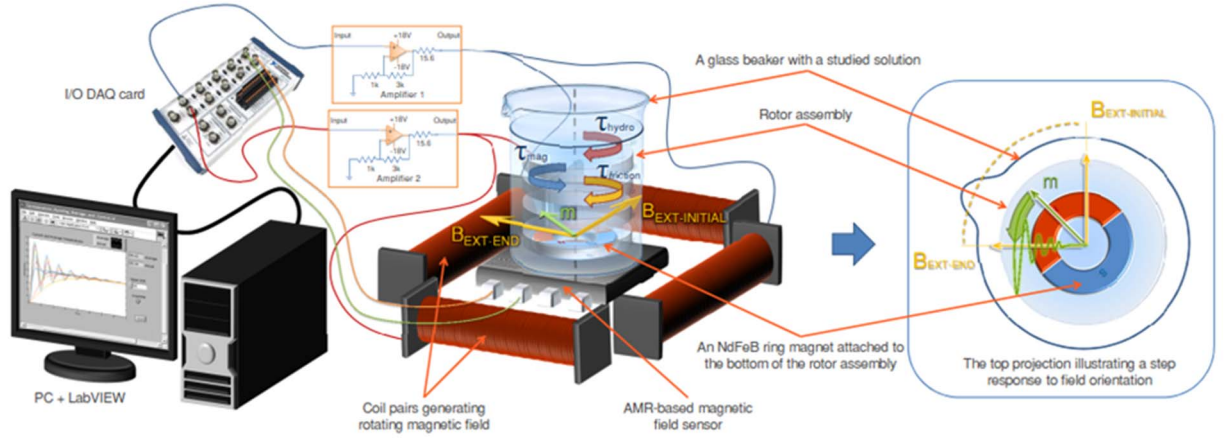 Input
+18V
Output
15.6
-18V
1k
3k
Amplifier 1
I/O DAQ card
Input
+18V
Output
15.6
-18V
1k
3k
Amplifier 2
τhydro
τmag
τfriction
m
BEXT-INITIAL
BEXT-END
A glass beaker with a studied solution
Rotor assembly
BEXT-INITIAL
m
BEXT-END
S
An NdFeB ring magnet attached to
the bottom of the rotor assembly
The top projection illustrating a step
response to field orientation
PC + LabVIEW
Coil pairs generating
rotating magnetic field
AMR-based magnetic
field sensor